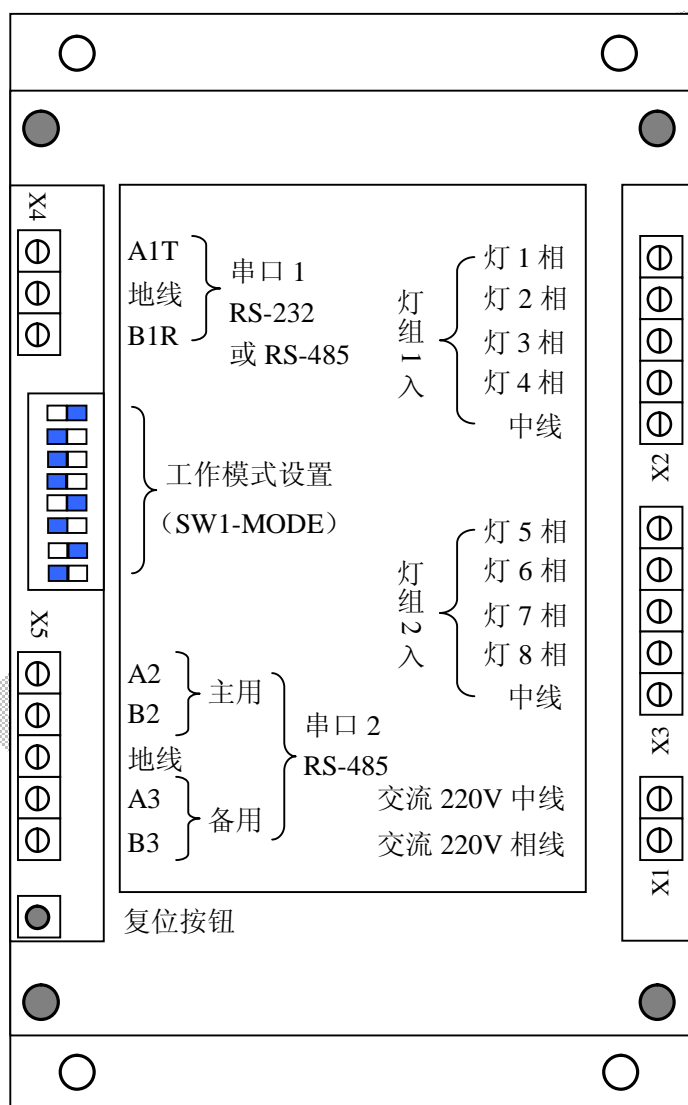 X4
A1T
地线
B1R
串口 1
RS-232
或 RS-485
灯组1入
灯 1 相
灯 2 相
灯 3 相
灯 4 相
中线
X2
工作模式设置
（SW1-MODE）
灯组2入
灯 5 相
灯 6 相
灯 7 相
灯 8 相
中线
X3
X5
A2
B2
主用
地线
A3
B3
备用
串口 2
RS-485
交流 220V 中线
交流 220V 相线
X1
复位按钮